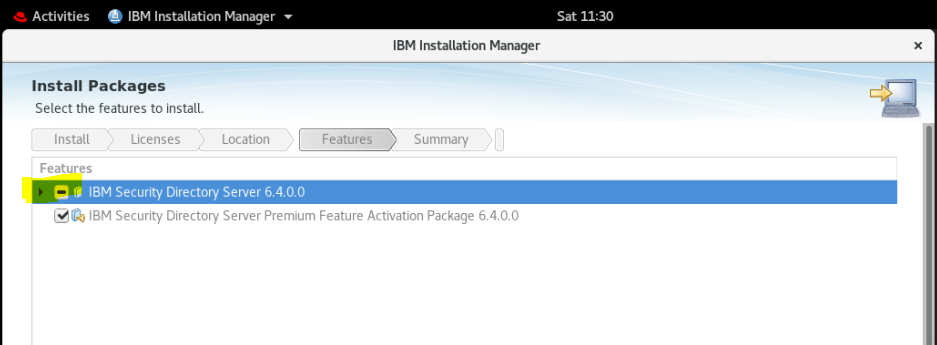 Activities IBM Installation Manager Sat 11:30
IBM Installation Manager ×
Install Packages
Select the features to install.
Install Licenses Location Features Summary
Features
IBM Security Directory Server 6.4.0.0
IBM Security Directory Server Premium Feature Activation Package 6.4.0.0